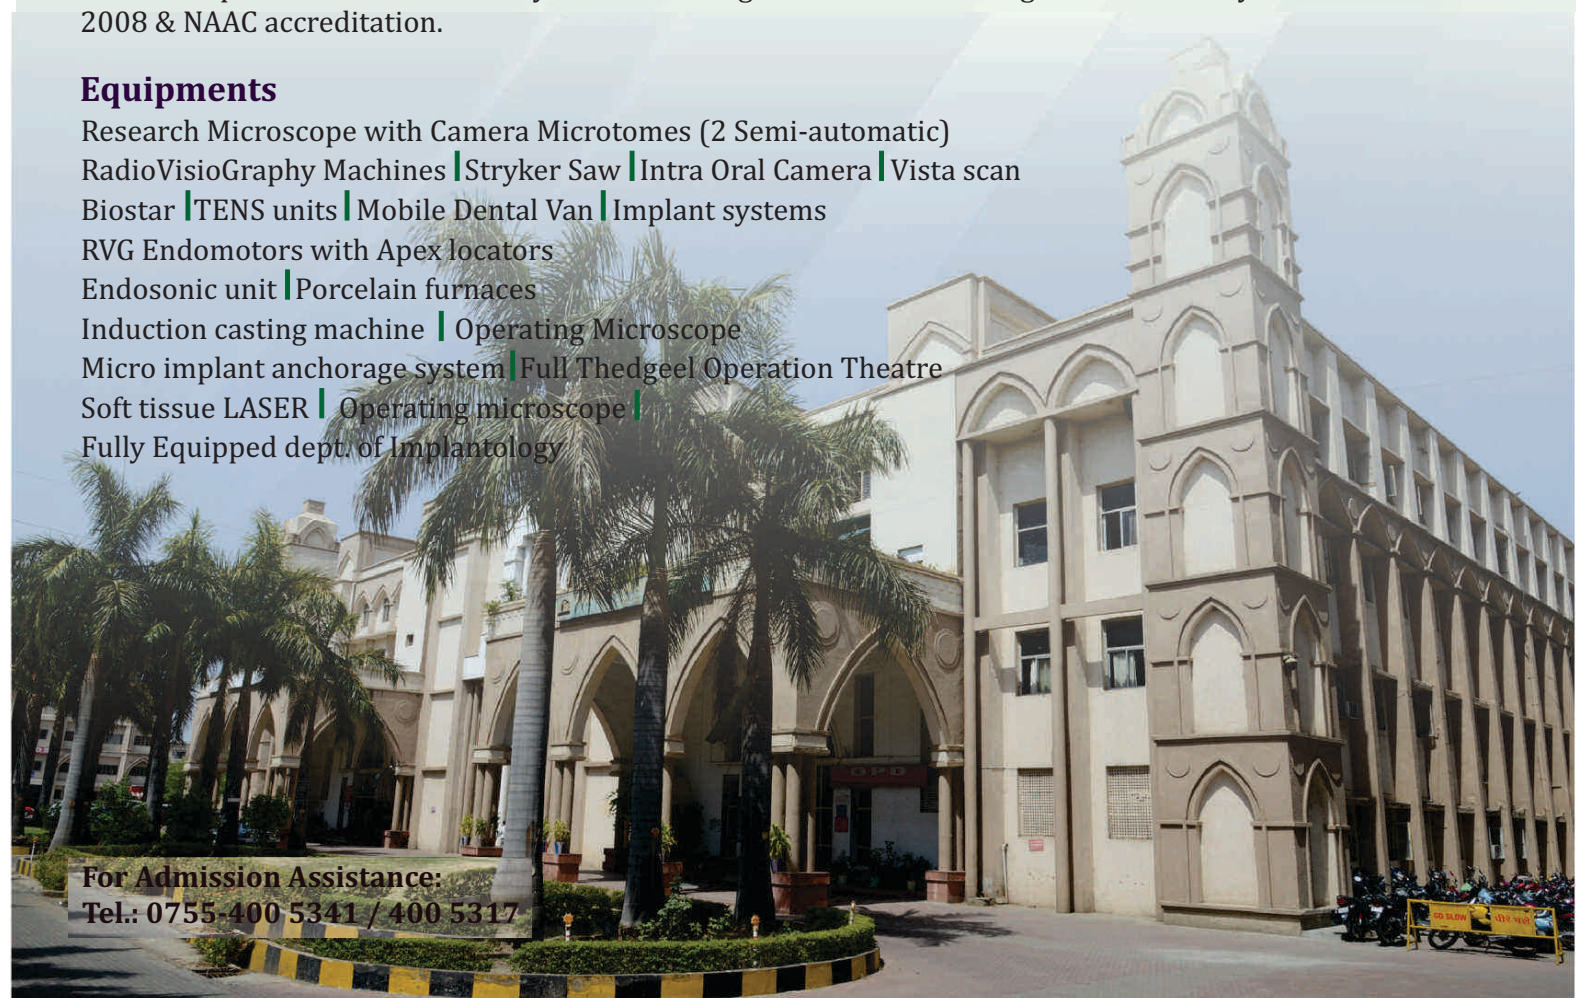 2008 & NAAC accreditation.
Equipments
Research Microscope with Camera Microtomes (2 Semi-automatic)
RadioVisioGraphy Machines | Stryker Saw | Intra Oral Camera | Vista scan
Biostar | TENS units | Mobile Dental Van | Implant systems
RVG Endomotors with Apex locators
Endosonic unit | Porcelain furnaces
Induction casting machine | Operating Microscope
Micro implant anchorage system | Full Thedgeel Operation Theatre
Soft tissue LASER | Operating microscope |
Fully Equipped dept. of Implantology
OPD
For Admission Assistance:
Tel.: 0755-400 5341 / 400 5317
GO SLOW धीरे चलें